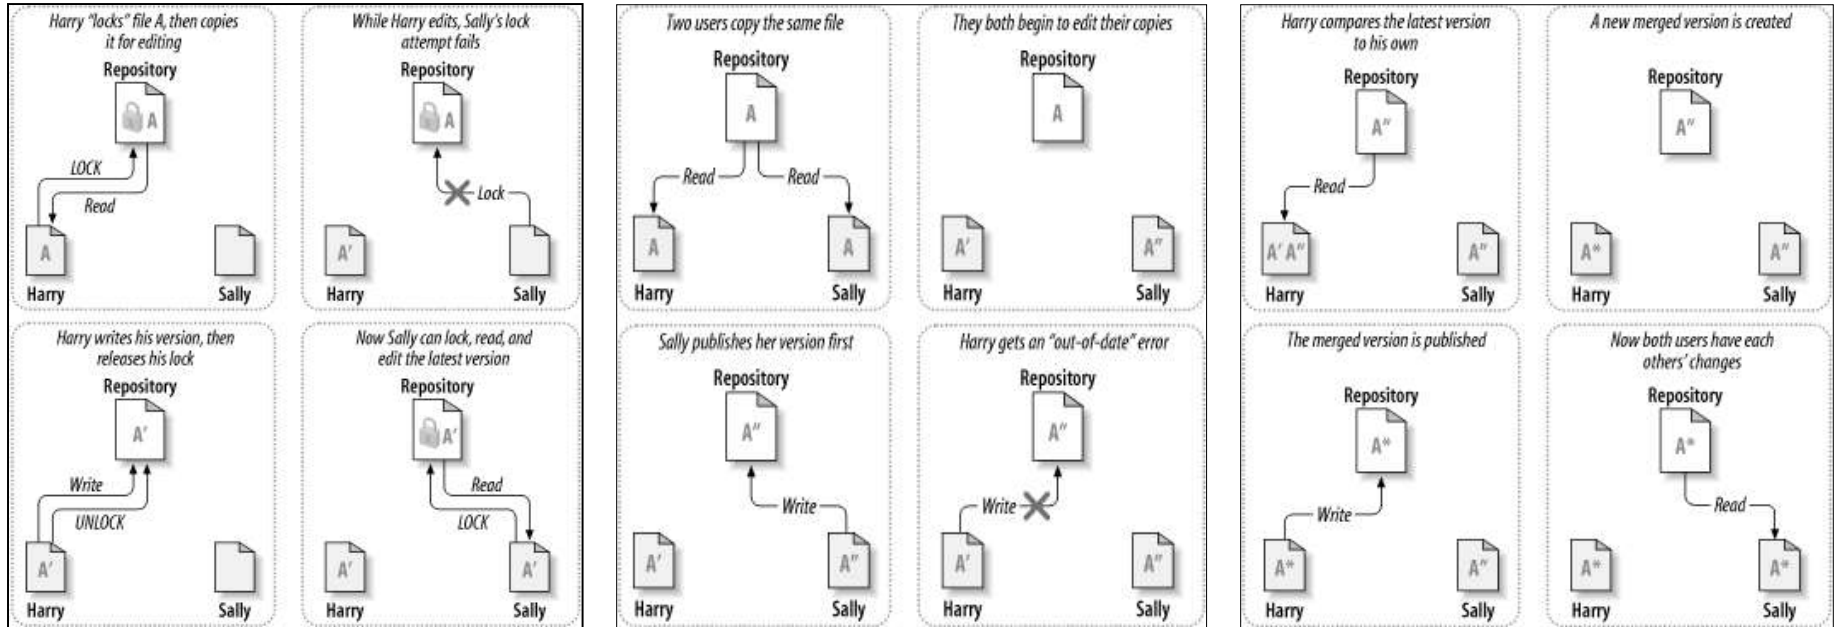 Harry “locks” file A, then copies
it for editing
Repository
A
LOCK
Read
A
Harry
Sally
While Harry edits, Sally’s lock
attempt fails
Repository
A
Lock
A’
Harry
Sally
Harry writes his version, then
releases his lock
Repository
A’
Write
UNLOCK
A’
Harry
Sally
Now Sally can lock, read, and
edit the latest version
Repository
A’
Read
LOCK
A’
A’
Harry
Sally
Two users copy the same file
Repository
A
Read
Read
A
A
Harry
Sally
They both begin to edit their copies
Repository
A
A’
A”
Harry
Sally
Sally publishes her version first
Repository
A”
Write
A’
A”
Harry
Sally
Harry gets an “out-of-date” error
Repository
A”
Write
A’
A”
Harry
Sally
Harry compares the latest version
to his own
Repository
A”
Read
A’ A”
A”
Harry
Sally
A new merged version is created
Repository
A”
A*
A”
Harry
Sally
The merged version is published
Repository
A*
Write
A*
A”
Harry
Sally
Now both users have each
others’ changes
Repository
A*
Read
A*
A*
Harry
Sally